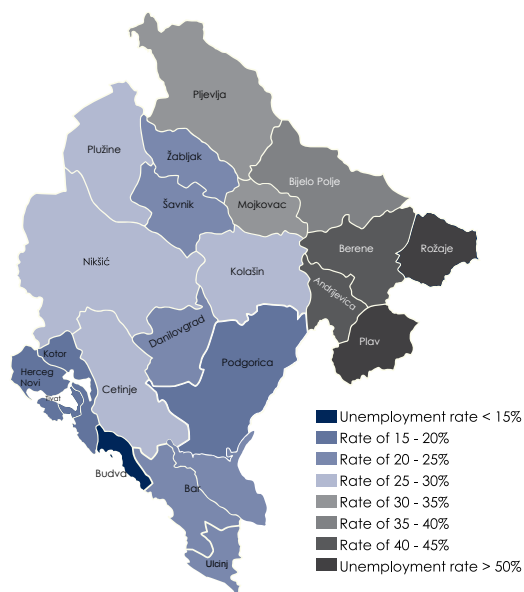 Pljevlja
Plužine
Žabljak
Bijelo Polje
Šavnik
Mojkovac
Berene
Rožaje
Nikšić
Kolašin
Andrijevica
Danilovgrad
Plav
Kotor
Podgorica
Herceg
Novi
Tivat
Cetinje
Budva
Bar
Ulcinj
Unemployment rate < 15%
Rate of 15 - 20%
Rate of 20 - 25%
Rate of 25 - 30%
Rate of 30 - 35%
Rate of 35 - 40%
Rate of 40 - 45%
Unemployment rate > 50%